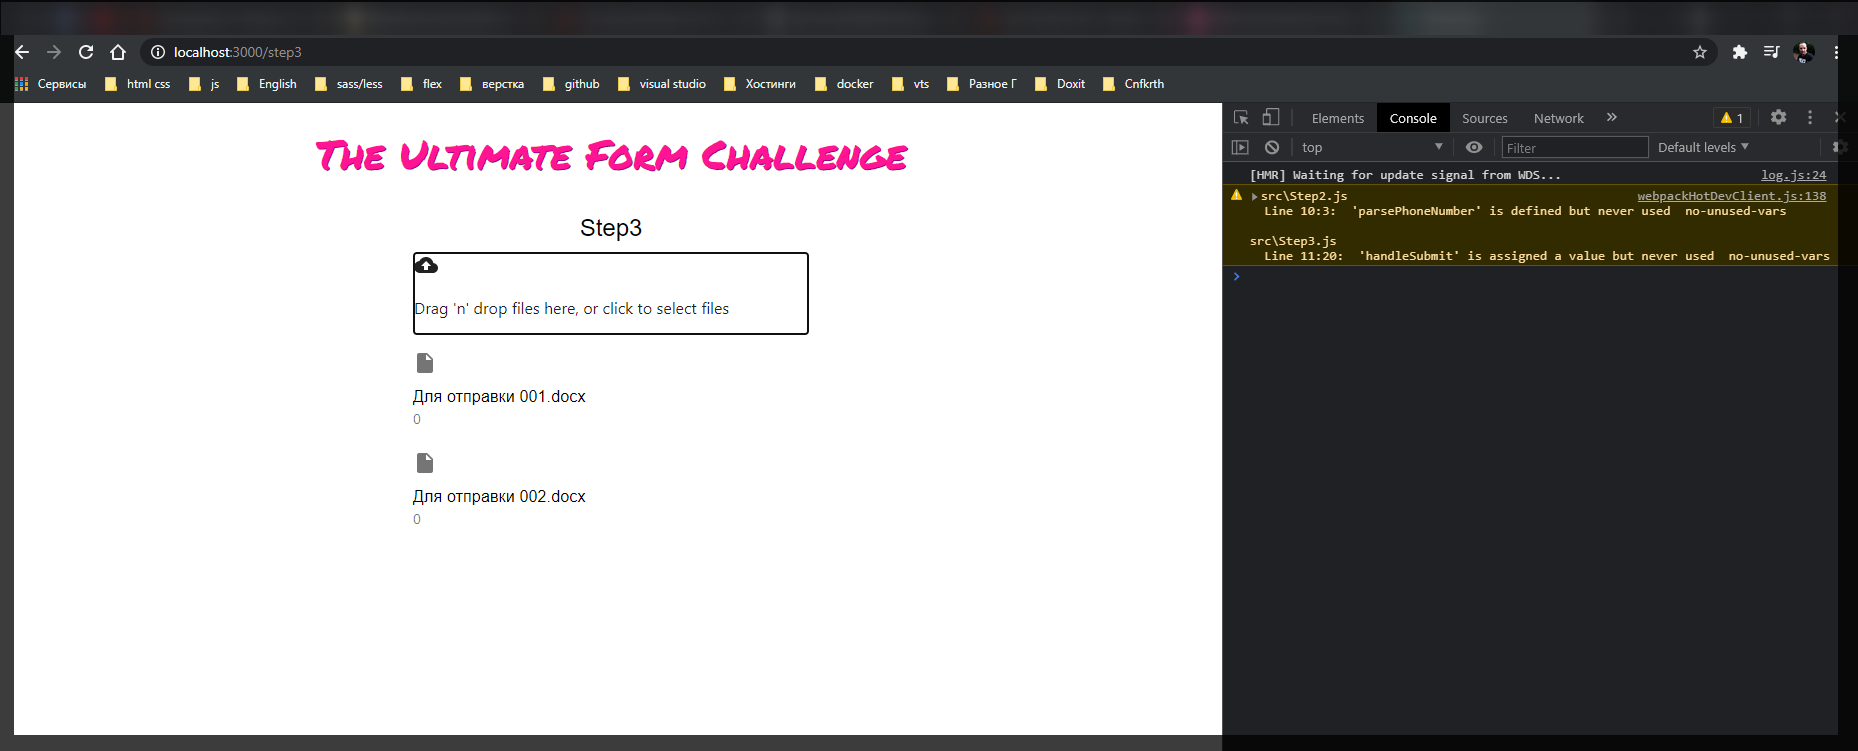 localhost:3000/step3
Сервисы html css js English sass/less flex верстка github visual studio Хостинги docker vts Разное Г Doxit Cnfkrth
The Ultimate Form Challenge
Step3
Drag 'n' drop files here, or click to select files
Для отправки 001.docx
0
Для отправки 002.docx
0
Elements Console Sources Network » 1
top Filter Default levels
[HMR] Waiting for update signal from WDS... log.js:24
src\Step2.js webpackHotDevClient.js:138
Line 10:3: 'parsePhoneNumber' is defined but never used no-unused-vars
src\Step3.js
Line 11:20: 'handleSubmit' is assigned a value but never used no-unused-vars